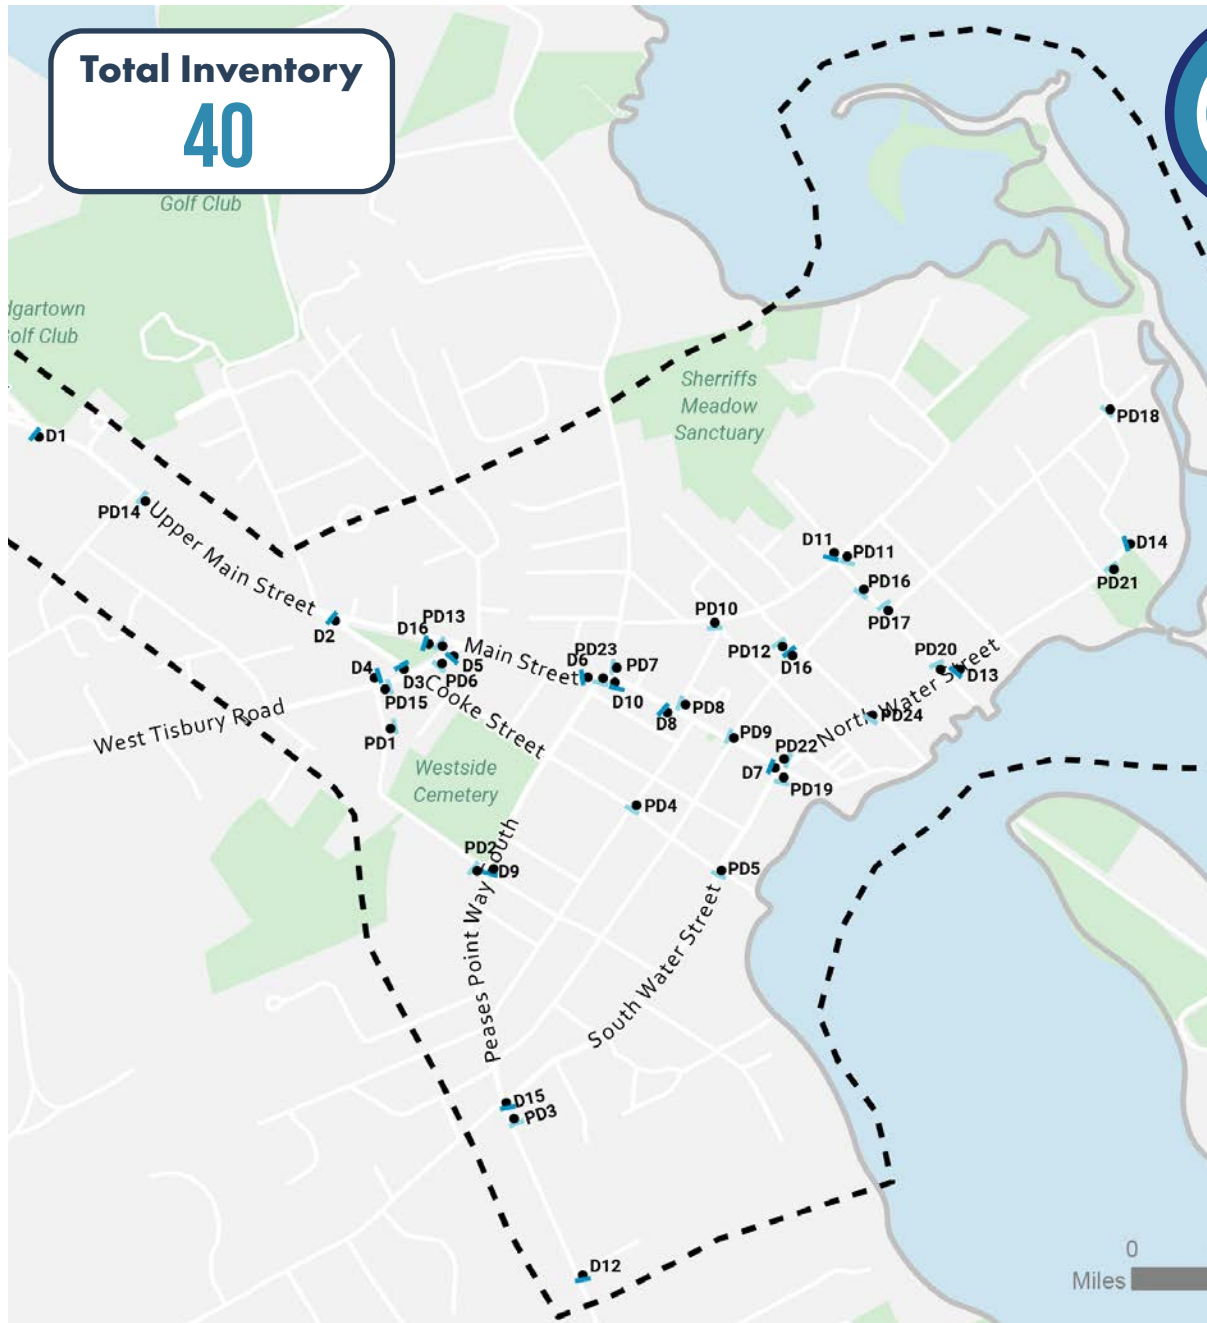 Total Inventory
40
Golf Club
dgartown
Golf Club
Sherriffs
Meadow
Sanctuary
D1
PD18
PD14
Upper Main Street
D11
PD11
D14
PD21
PD16
PD17
D2
D16
PD13
PD10
Main Street
D5
PD6
D4
D3
PD15
Cooke Street
PD23
D6
PD7
D10
PD12
D16
PD20
D13
North Water Street
PD24
West Tisbury Road
PD1
D8
PD8
PD9
PD22
D7
PD19
Westside
Cemetery
PD4
PD2
D9
PD5
Peases Point Way South
South Water Street
D15
PD3
D12
0
Miles